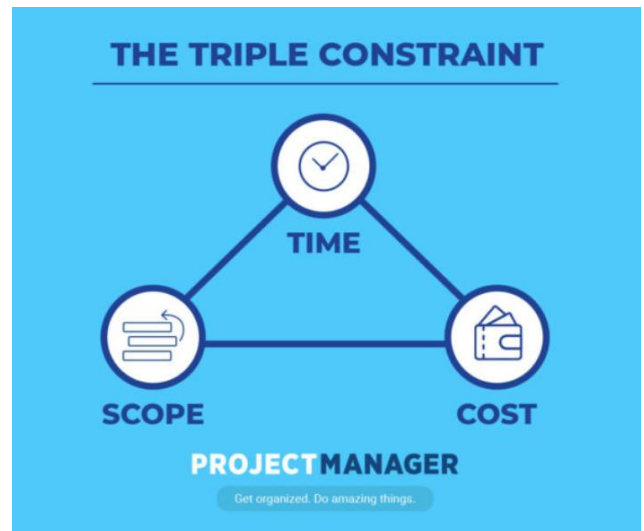 THE TRIPLE CONSTRAINT
TIME
SCOPE
COST
PROJECTMANAGER
Get organized. Do amazing things.